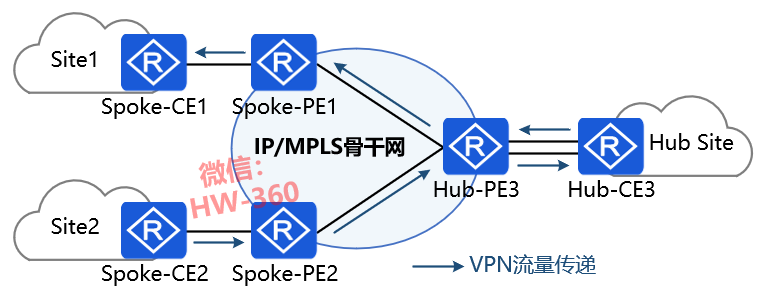 Site1
R
R
Spoke-CE1
Spoke-PE1
IP/MPLS骨干网
R
R
Hub Site
Hub-PE3
Hub-CE3
微信:
HW-360
Site2
R
R
Spoke-CE2
Spoke-PE2
VPN流量传递